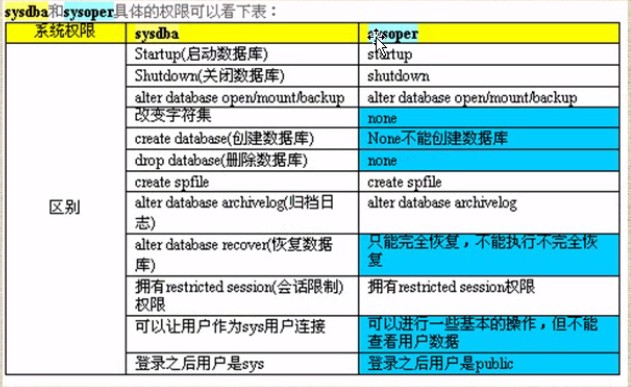 sysdba和sysoper具体的权限可以看下表：
系统权限 sysdba sysoper
区别
Startup(启动数据库) startup
Shutdown(关闭数据库) shutdown
alter database open/mount/backup alter database open/mount/backup
改变字符集 none
create database(创建数据库) None不能创建数据库
drop database(删除数据库) none
create spfile create spfile
alter database archivelog(归档日
志)
alter database archivelog
alter database recover(恢复数据
库)
只能完全恢复，不能执行不完全恢
复
拥有restricted session(会话限制)
权限
拥有restricted session权限
可以让用户作为sys用户连接
可以进行一些基本的操作，但不能
查看用户数据
登录之后用户是sys 登录之后用户是public